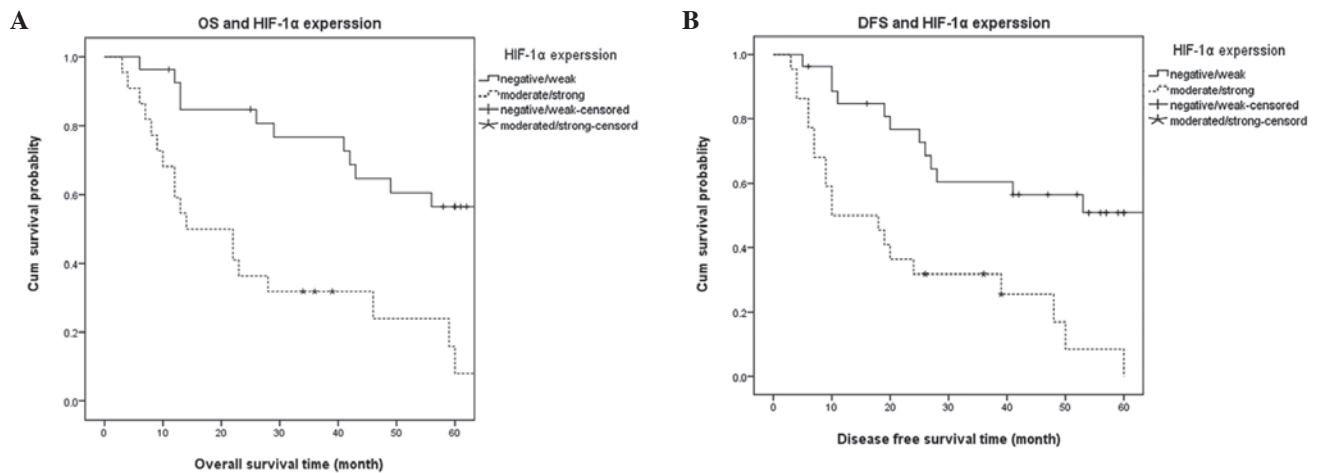 A
OS and HIF-1α experssion
Cum survival probability
1.0
0.8
0.6
0.4
0.2
0.0
0 10 20 30 40 50 60
Overall survival time (month)
HIF-1α experssion
negative/weak
moderate/strong
negative/weak-censored
moderated/strong-censord
B
DFS and HIF-1α experssion
Cum survival probablity
1.0
0.8
0.6
0.4
0.2
0.0
0 10 20 30 40 50 60
Disease free survival time (month)
HIF-1α experssion
negative/weak
moderate/strong
negative/weak-censored
moderated/strong-censord